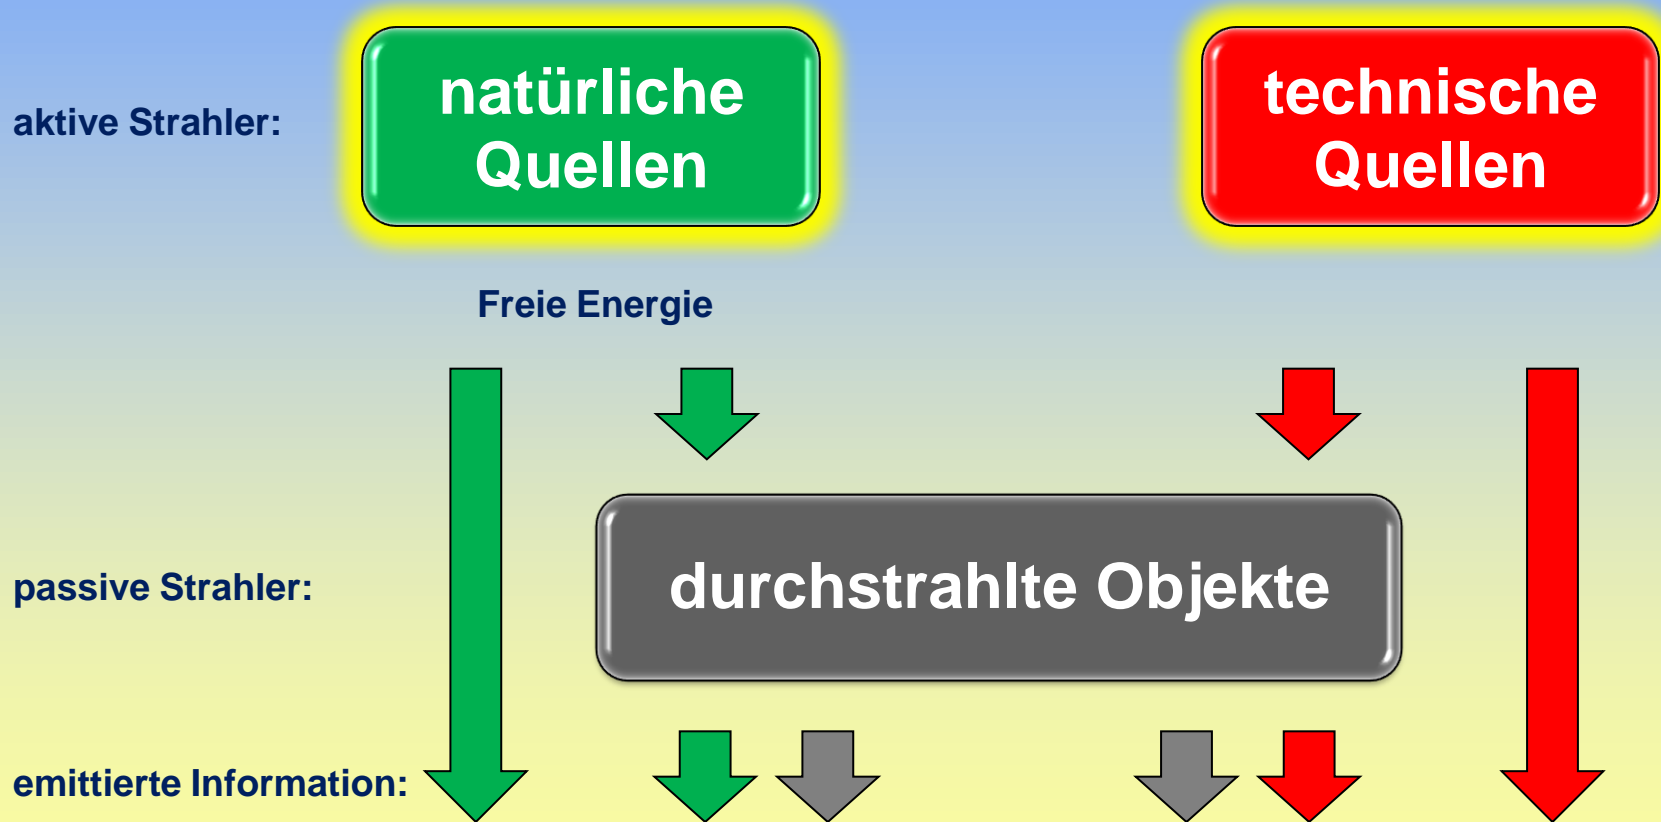 natürliche
Quellen
technische
Quellen
aktive Strahler:
Freie Energie
passive Strahler:
durchstrahlte Objekte
emittierte Information: